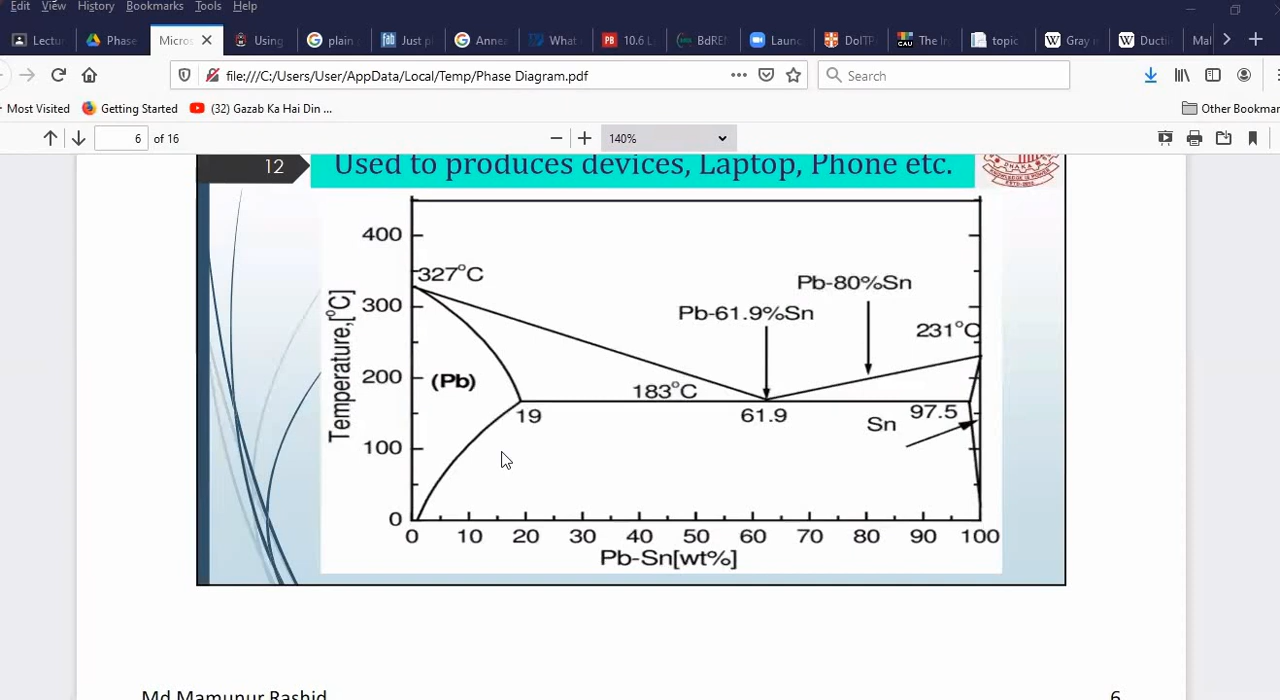 Edit View History Bookmarks Tools Help
Lectu Phase Micros Using plain Just p Annea What 10.6 L BdREN Launc DoITP The Ir topic Gray i Ductil Mal
file:///C:/Users/User/AppData/Local/Temp/Phase Diagram.pdf Search
Most Visited Getting Started (32) Gazab Ka Hai Din ... Other Bookmar
6 of 16 140%
12 Used to produces devices, Laptop, Phone etc.
400
327°C
Pb-80%Sn
300
Pb-61.9%Sn
231°C
Temperature,[°C]
200
(Pb)
183°C
19 61.9 97.5
Sn
100
0
0 10 20 30 40 50 60 70 80 90 100
Pb-Sn[wt%]
Md Mamunur Rashid 6